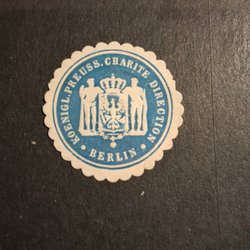 KOENIGL. PREUSS. CHARITE DIRECTION
· BERLIN ·